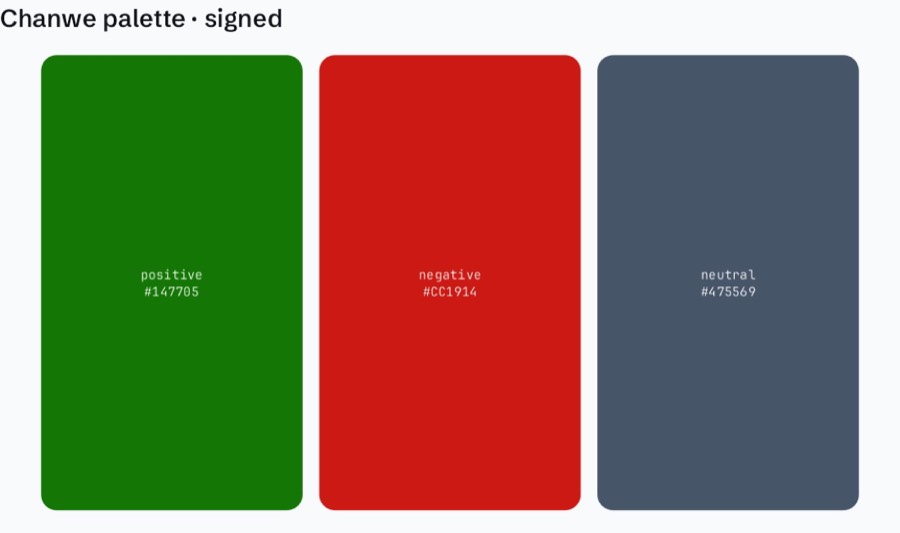 Chanwe palette · signed
positive
#147705
negative
#CC1914
neutral
#475569